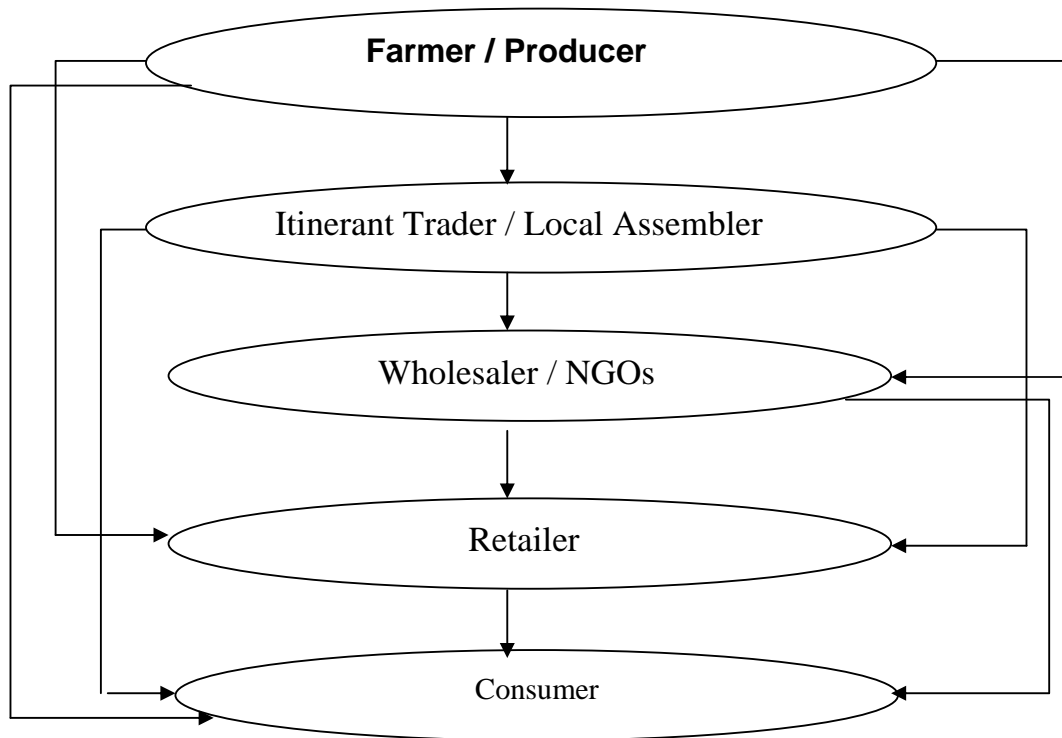 Farmer / Producer
Itinerant Trader / Local Assembler
Wholesaler / NGOs
Retailer
Consumer